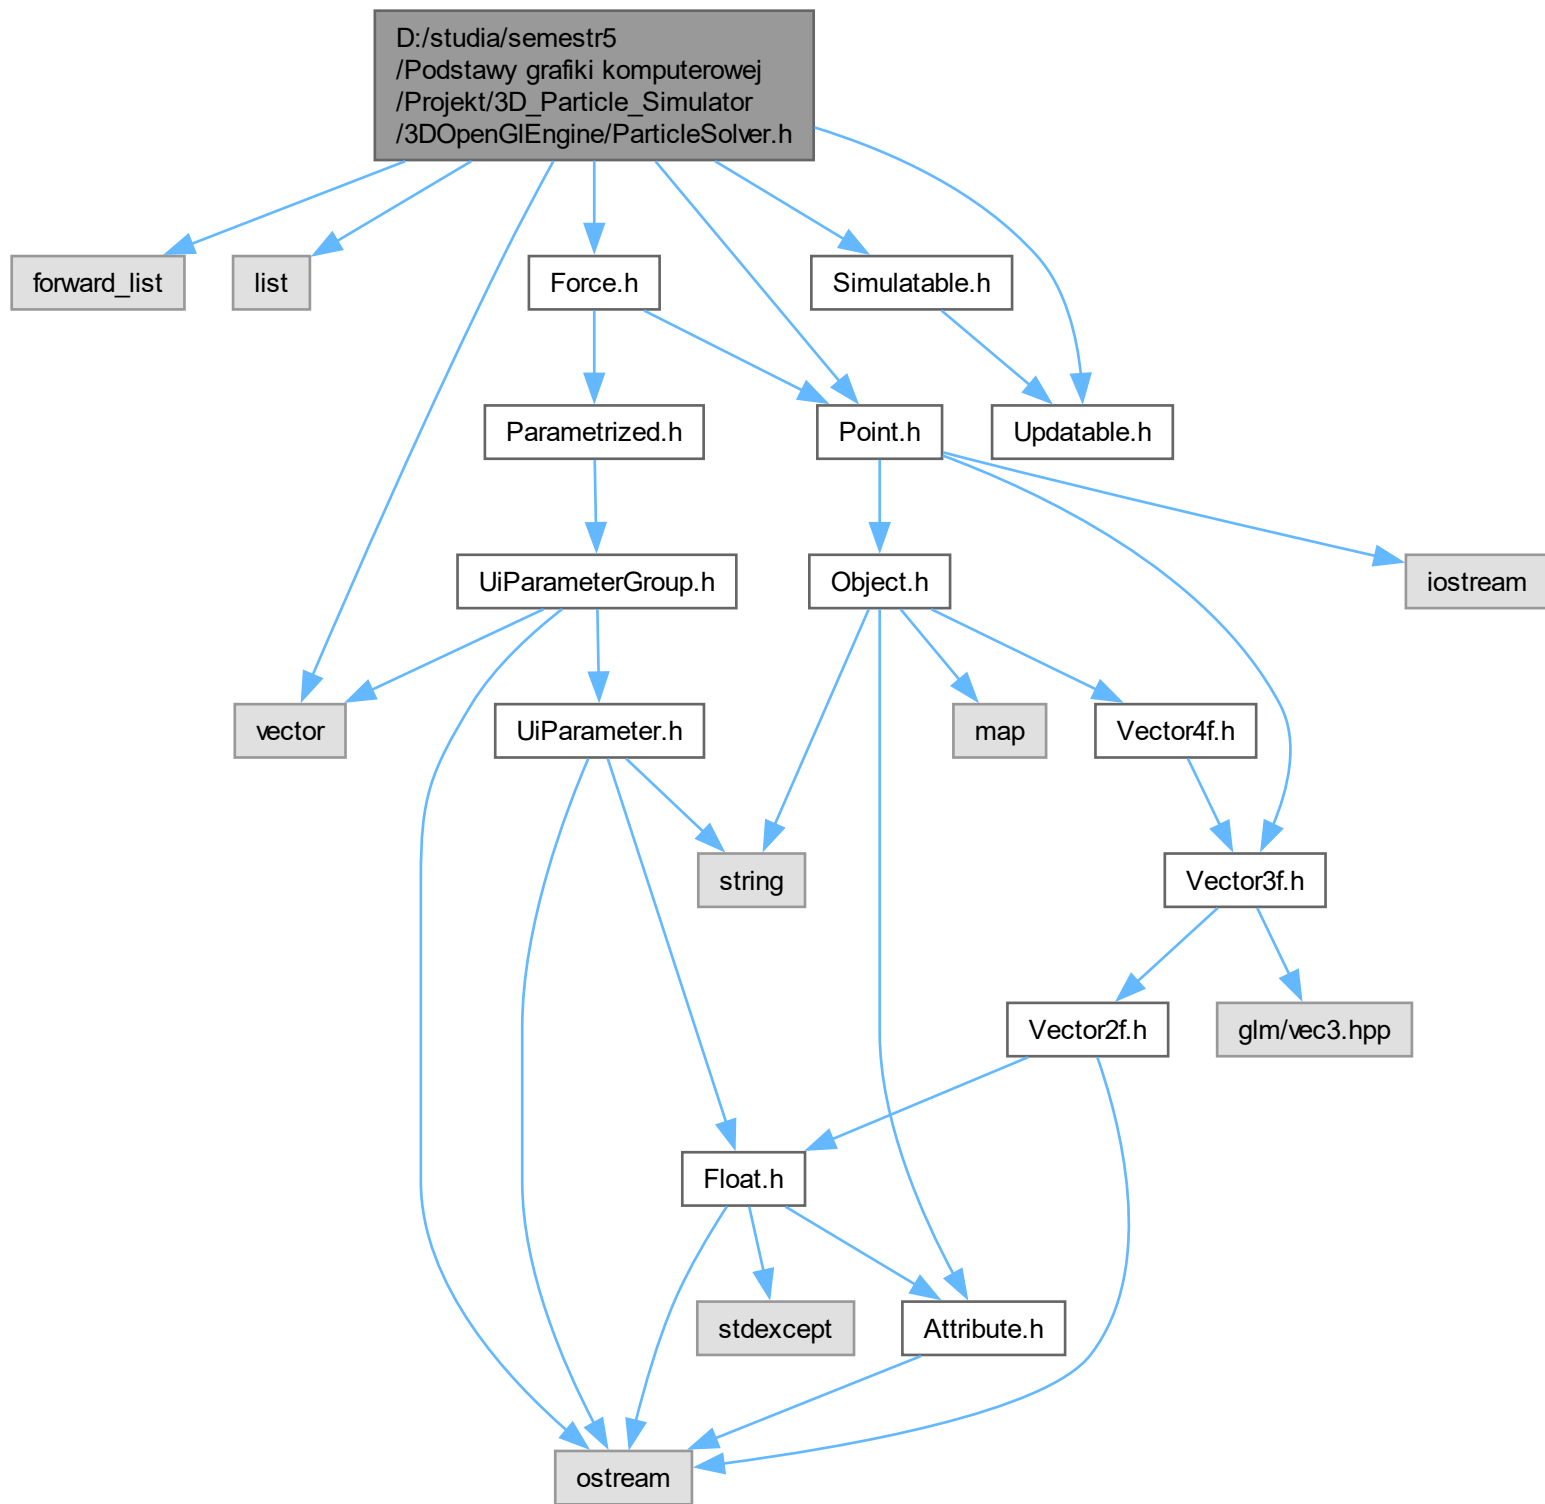 D:/studia/semestr5
/Podstawy grafiki komputerowej
/Projekt/3D_Particle_Simulator
/3DOpenGlEngine/ParticleSolver.h
forward_list
list
Force.h
Simulatable.h
Parametrized.h
Point.h
Updatable.h
UiParameterGroup.h
Object.h
iostream
vector
UiParameter.h
map
Vector4f.h
string
Vector3f.h
Vector2f.h
glm/vec3.hpp
Float.h
stdexcept
Attribute.h
ostream